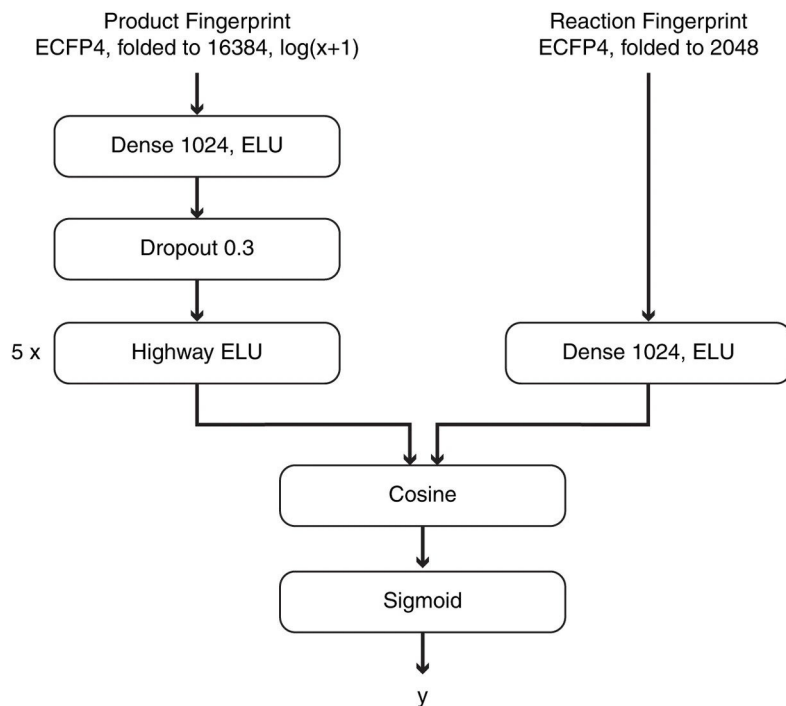 Product Fingerprint
ECFP4, folded to 16384, log(x+1)
Reaction Fingerprint
ECFP4, folded to 2048
Dense 1024, ELU
Dropout 0.3
5 x
Highway ELU
Dense 1024, ELU
Cosine
Sigmoid
y